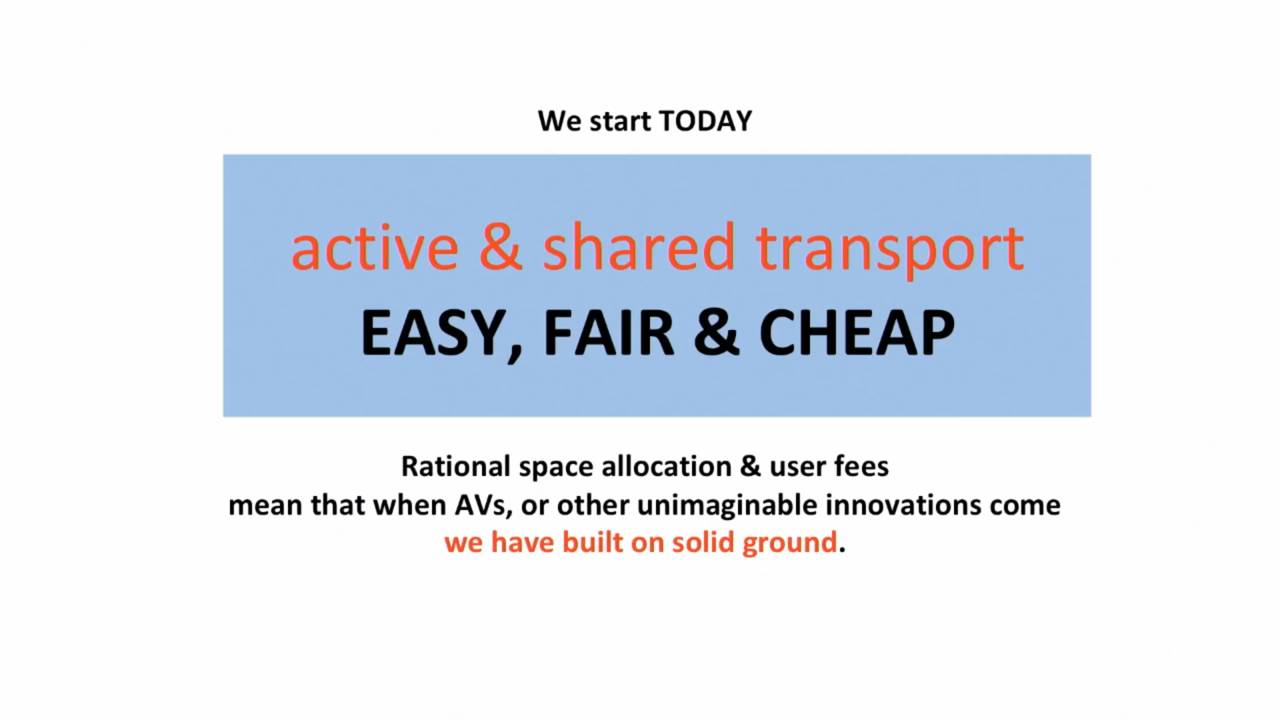 We start TODAY
active & shared transport
EASY, FAIR & CHEAP
Rational space allocation & user fees
mean that when AVs, or other unimaginable innovations come
we have built on solid ground.